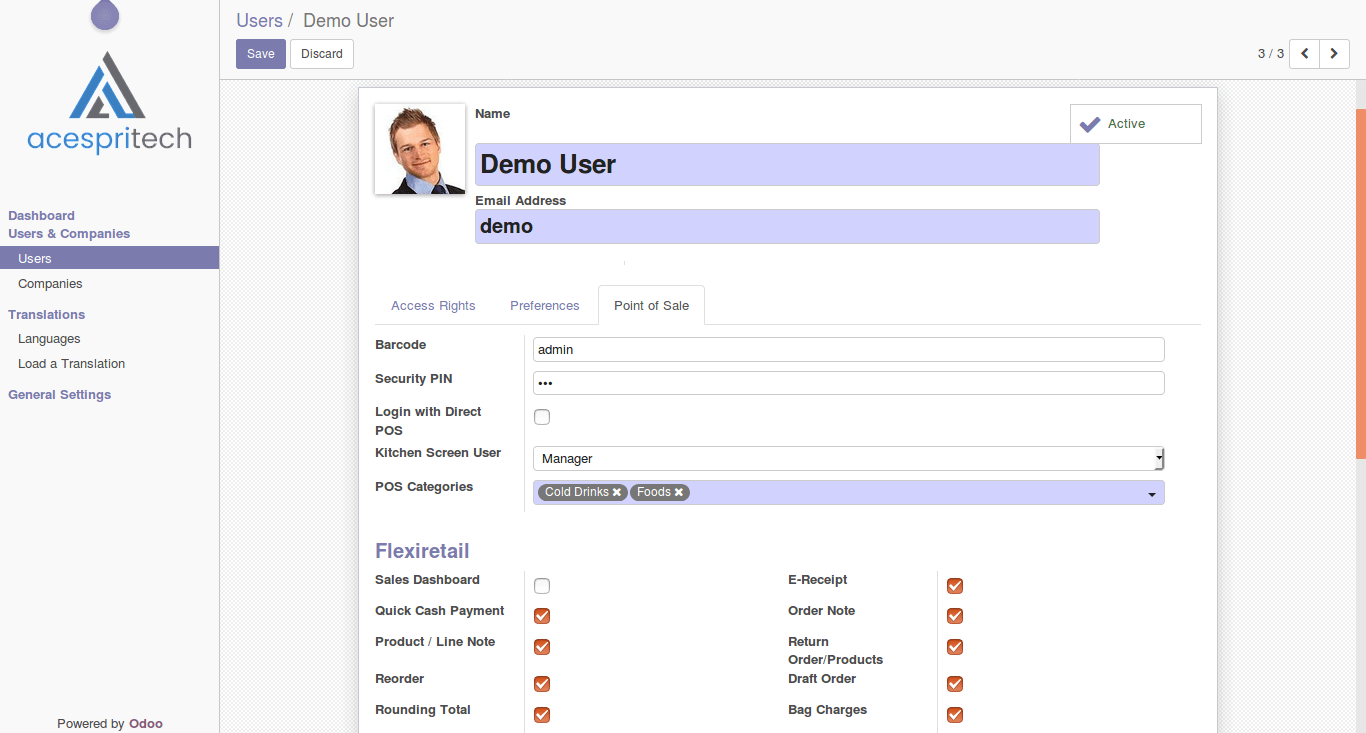 Users / Demo User
Save Discard
3 / 3
acespritech
Dashboard
Users & Companies
Users
Companies
Translations
Languages
Load a Translation
General Settings
Powered by Odoo
Name
Active
Demo User
Email Address
demo
Access Rights Preferences Point of Sale
Barcode admin
Security PIN •••
Login with Direct
POS
Kitchen Screen User Manager
POS Categories Cold Drinks Foods
Flexiretail
Sales Dashboard E-Receipt
Quick Cash Payment Order Note
Product / Line Note Return
Order/Products
Reorder Draft Order
Rounding Total Bag Charges